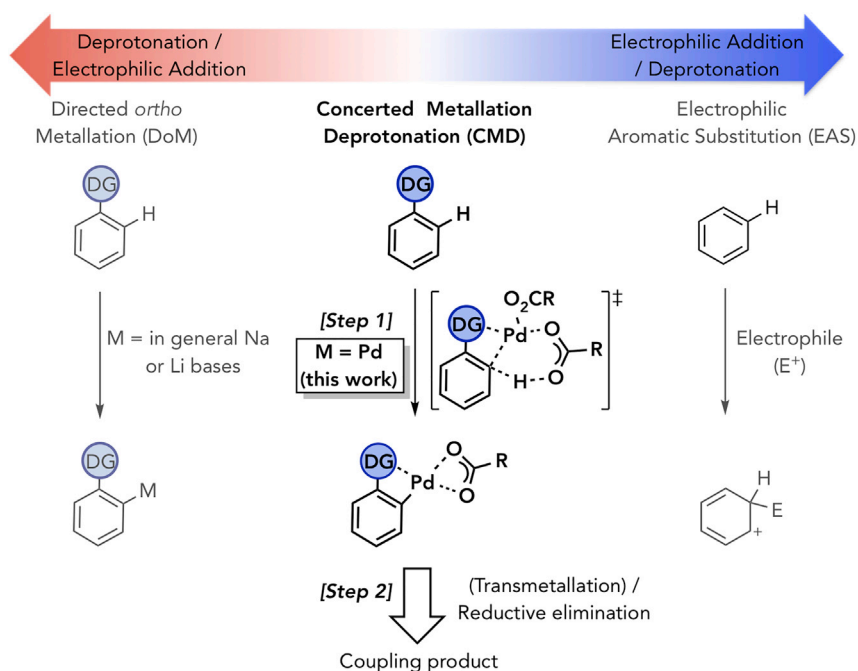 Deprotonation /
Electrophilic Addition
Electrophilic Addition
/ Deprotonation
Directed ortho
Metallation (DoM)
Concerted Metallation
Deprotonation (CMD)
Electrophilic
Aromatic Substitution (EAS)
DG
H
DG
H
H
M = in general Na
or Li bases
[Step 1]
M = Pd
(this work)
O₂CR
DG
Pd
O
R
H
O
‡
Electrophile
(E⁺)
DG
M
DG
Pd
O
O
R
H
E
+
[Step 2]
(Transmetallation) /
Reductive elimination
Coupling product